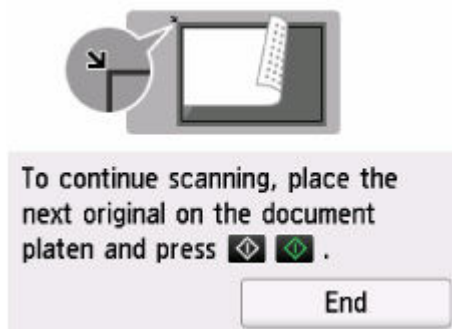 To continue scanning, place the
next original on the document
platen and press .
End